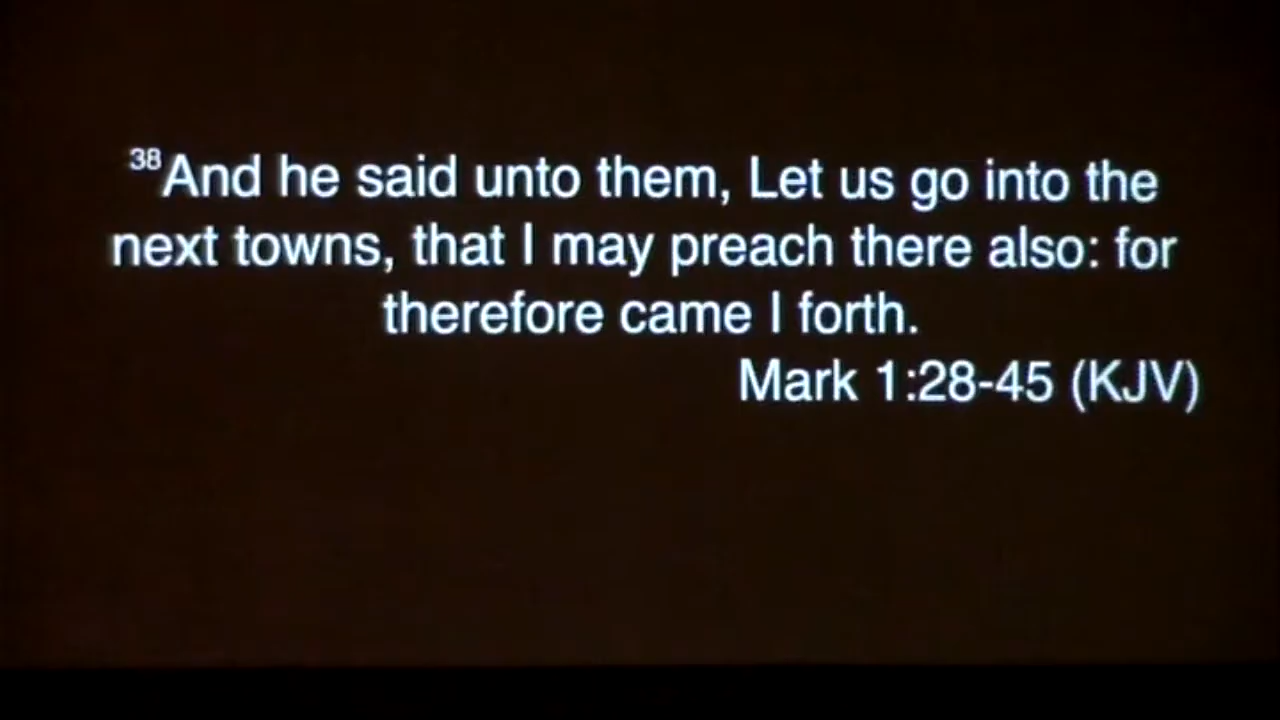 38And he said unto them, Let us go into the
next towns, that I may preach there also: for
therefore came I forth.
Mark 1:28-45 (KJV)